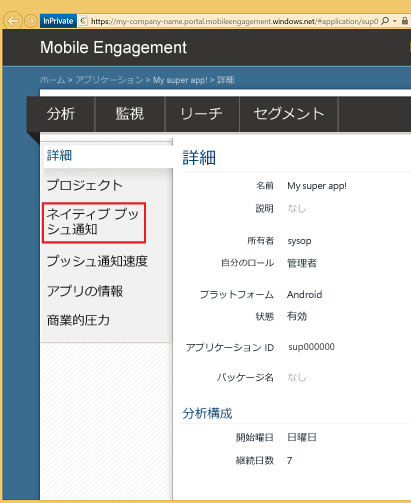 InPrivate https://my-company-name.portal.mobileengagement.windows.net/#application/sup0
Mobile Engagement
ホーム > アプリケーション > My super app! > 詳細
分析 監視 リーチ セグメント
詳細
プロジェクト
ネイティブ プッ
シュ通知
プッシュ通知速度
アプリの情報
商業的圧力
詳細
名前 My super app!
説明 なし
所有者 sysop
自分のロール 管理者
プラットフォーム Android
状態 有効
アプリケーション ID sup000000
パッケージ名 なし
分析構成
開始曜日 日曜日
継続日数 7